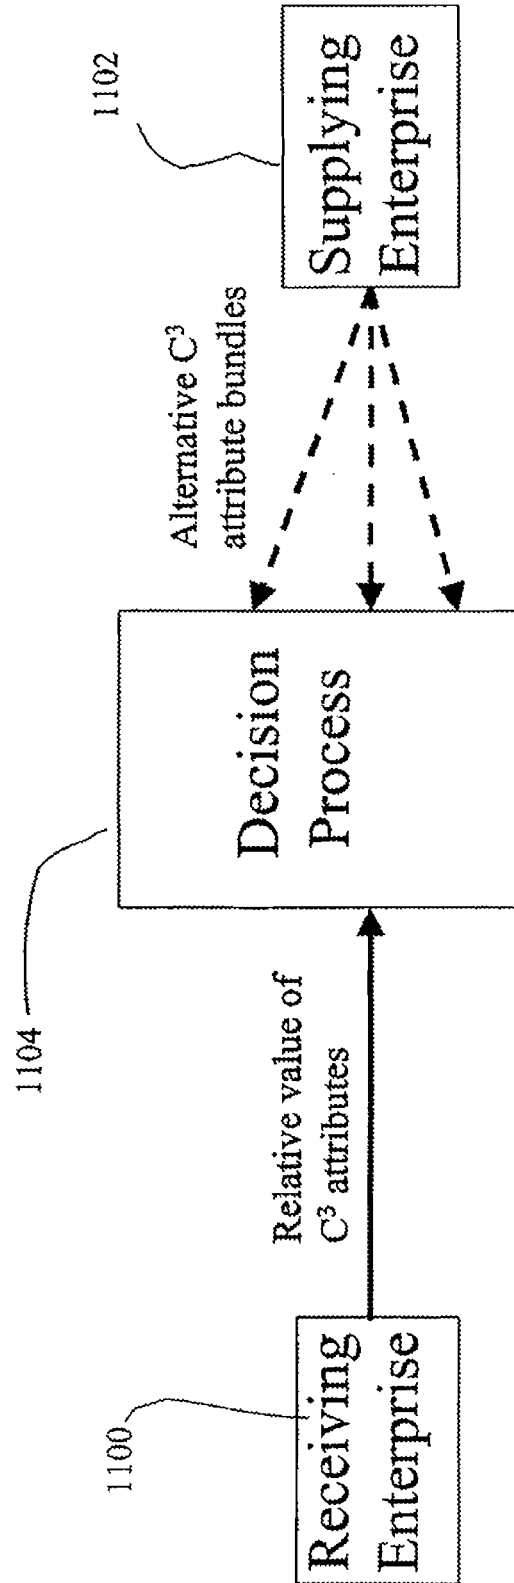 1100
Receiving
Enterprise
Relative value of
C³ attributes
1104
Decision
Process
Alternative C³
attribute bundles
1102
Supplying
Enterprise